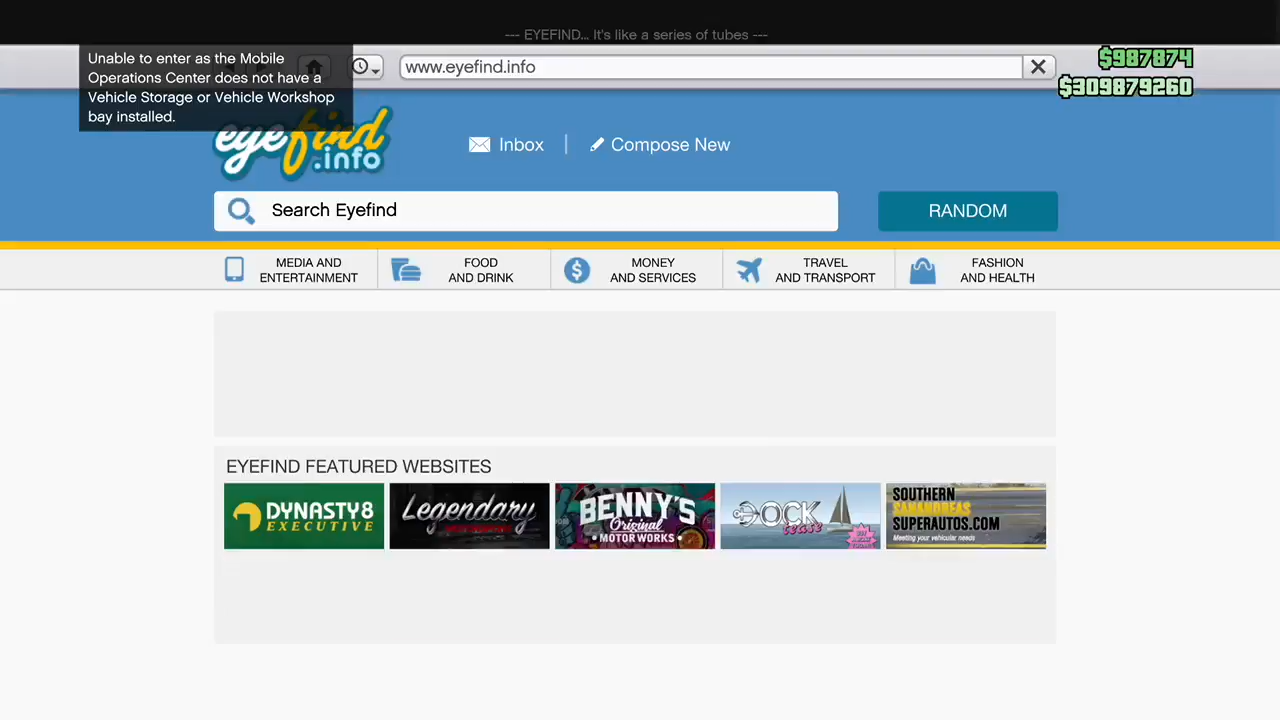 --- EYEFIND... It's like a series of tubes ---
Unable to enter as the Mobile
Operations Center does not have a
Vehicle Storage or Vehicle Workshop
bay installed.
www.eyefind.info
$987874
$309879260
eyefind
.info
Inbox
Compose New
Search Eyefind
RANDOM
MEDIA AND
ENTERTAINMENT
FOOD
AND DRINK
MONEY
AND SERVICES
TRAVEL
AND TRANSPORT
FASHION
AND HEALTH
EYEFIND FEATURED WEBSITES
DYNASTY8
EXECUTIVE
Legendary
BENNY'S
Original
MOTOR WORKS
DOCK
tease
SOUTHERN
SANANDREAS
SUPERAUTOS.COM
Meeting your vehicular needs